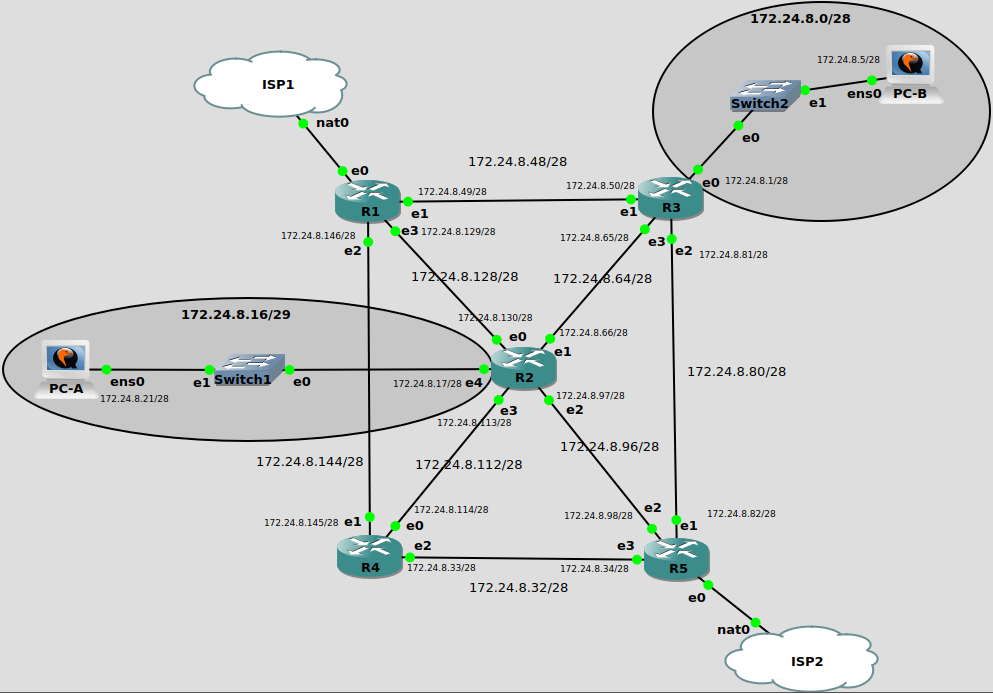 172.24.8.0/28
172.24.8.5/28
ISP1
ens0
PC-B
Switch2
e1
nat0
e0
172.24.8.48/28
e0
172.24.8.49/28
172.24.8.50/28
e0
172.24.8.1/28
R1
e1
e1
R3
172.24.8.146/28
e3
172.24.8.129/28
172.24.8.65/28
e3
e2
e2
172.24.8.81/28
172.24.8.128/28
172.24.8.64/28
172.24.8.16/29
172.24.8.130/28
e0
172.24.8.66/28
e1
PC-A
ens0
e1
Switch1
e0
172.24.8.17/28
e4
R2
172.24.8.80/28
172.24.8.21/28
172.24.8.97/28
e3
e2
172.24.8.113/28
172.24.8.96/28
172.24.8.144/28
172.24.8.112/28
172.24.8.114/28
172.24.8.98/28
e2
172.24.8.82/28
172.24.8.145/28
e1
e0
e1
e2
e3
R4
172.24.8.33/28
172.24.8.34/28
R5
172.24.8.32/28
e0
nat0
ISP2